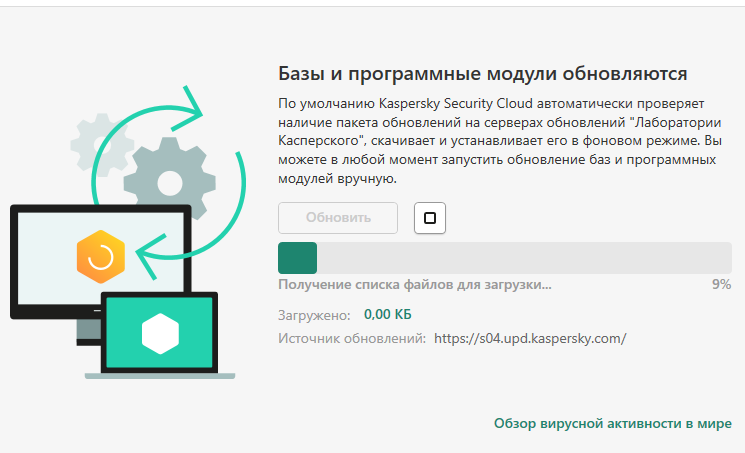 Базы и программные модули обновляются
По умолчанию Kaspersky Security Cloud автоматически проверяет
наличие пакета обновлений на серверах обновлений "Лаборатории
Касперского", скачивает и устанавливает его в фоновом режиме. Вы
можете в любой момент запустить обновление баз и программных
модулей вручную.
Обновить
Получение списка файлов для загрузки... 9%
Загружено: 0,00 КБ
Источник обновлений: https://s04.upd.kaspersky.com/
Обзор вирусной активности в мире